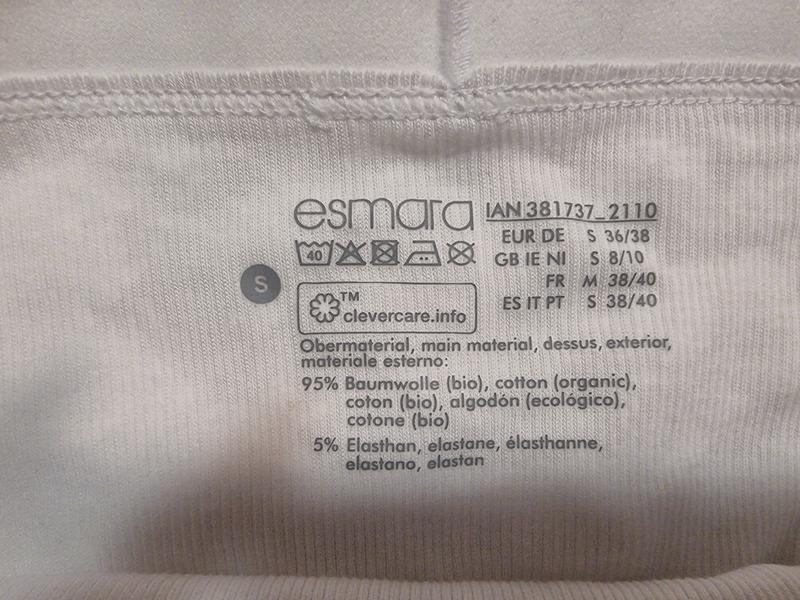 esmara
IAN 381737_2110
EUR DE S 36/38
GB IE NI S 8/10
FR M 38/40
ES IT PT S 38/40
40
S
TM
clevercare.info
Obermaterial, main material, dessus, exterior,
materiale esterno:
95% Baumwolle (bio), cotton (organic),
coton (bio), algodón (ecológico),
cotone (bio)
5% Elasthan, elastane, élasthanne,
elastano, elastan